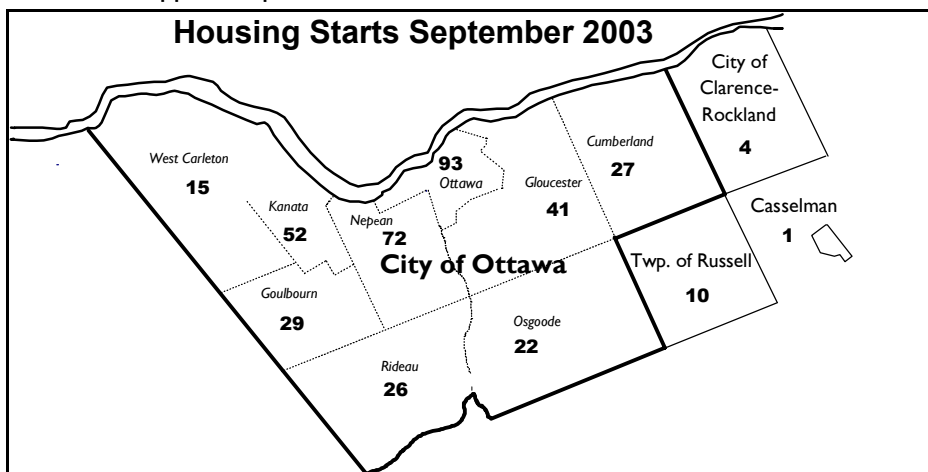 Housing Starts September 2003
City of
Clarence-
Rockland
4
West Carleton
15
93
Ottawa
Cumberland
27
Gloucester
41
Kanata
52
Nepean
72
Casselman
1
City of Ottawa
Twp. of Russell
10
Goulbourn
29
Osgoode
22
Rideau
26